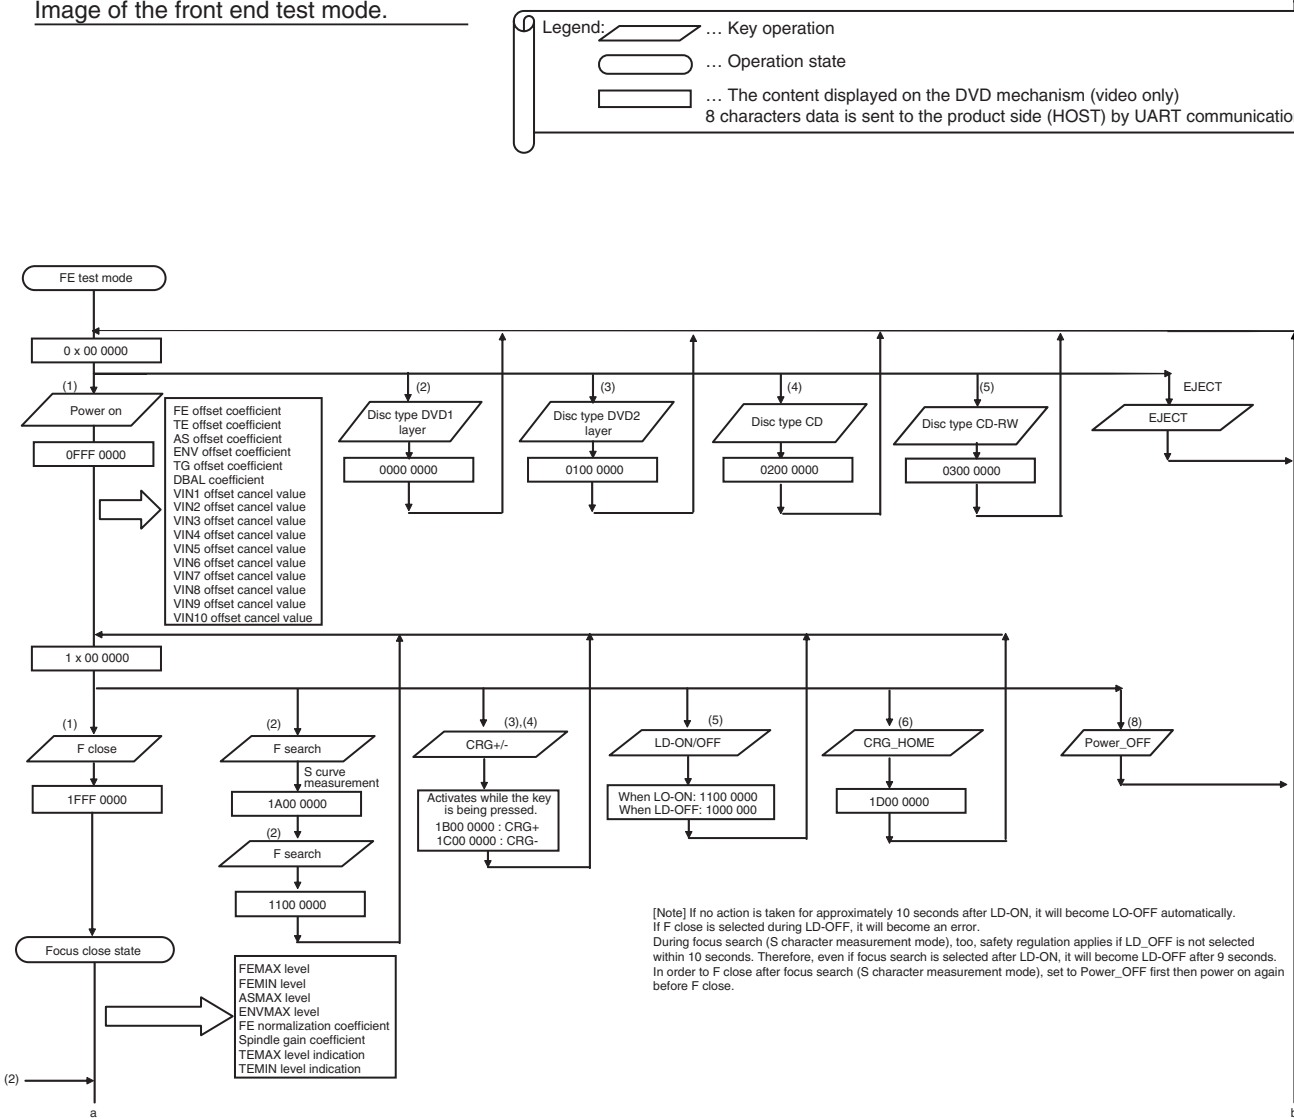 Image of the front end test mode.
Legend:
… Key operation
… Operation state
… The content displayed on the DVD mechanism (video only)
8 characters data is sent to the product side (HOST) by UART communication
FE test mode
0 x 00 0000
(1)
Power on
0FFF 0000
FE offset coefficient
TE offset coefficient
AS offset coefficient
ENV offset coefficient
TG offset coefficient
DBAL coefficient
VIN1 offset cancel value
VIN2 offset cancel value
VIN3 offset cancel value
VIN4 offset cancel value
VIN5 offset cancel value
VIN6 offset cancel value
VIN7 offset cancel value
VIN8 offset cancel value
VIN9 offset cancel value
VIN10 offset cancel value
(2)
Disc type DVD1
layer
0000 0000
(3)
Disc type DVD2
layer
0100 0000
(4)
Disc type CD
0200 0000
(5)
Disc type CD-RW
0300 0000
EJECT
EJECT
1 x 00 0000
(1)
F close
1FFF 0000
(2)
F search
S curve
measurement
1A00 0000
(2)
F search
1100 0000
(3),(4)
CRG+/-
Activates while the key
is being pressed.
1B00 0000 : CRG+
1C00 0000 : CRG-
(5)
LD-ON/OFF
When LO-ON: 1100 0000
When LD-OFF: 1000 000
(6)
CRG_HOME
1D00 0000
(8)
Power_OFF
[Note] If no action is taken for approximately 10 seconds after LD-ON, it will become LO-OFF automatically.
If F close is selected during LD-OFF, it will become an error.
During focus search (S character measurement mode), too, safety regulation applies if LD_OFF is not selected
within 10 seconds. Therefore, even if focus search is selected after LD-ON, it will become LD-OFF after 9 seconds.
In order to F close after focus search (S character measurement mode), set to Power_OFF first then power on again
before F close.
Focus close state
FEMAX level
FEMIN level
ASMAX level
ENVMAX level
FE normalization coefficient
Spindle gain coefficient
TEMAX level indication
TEMIN level indication
(2)
a
b